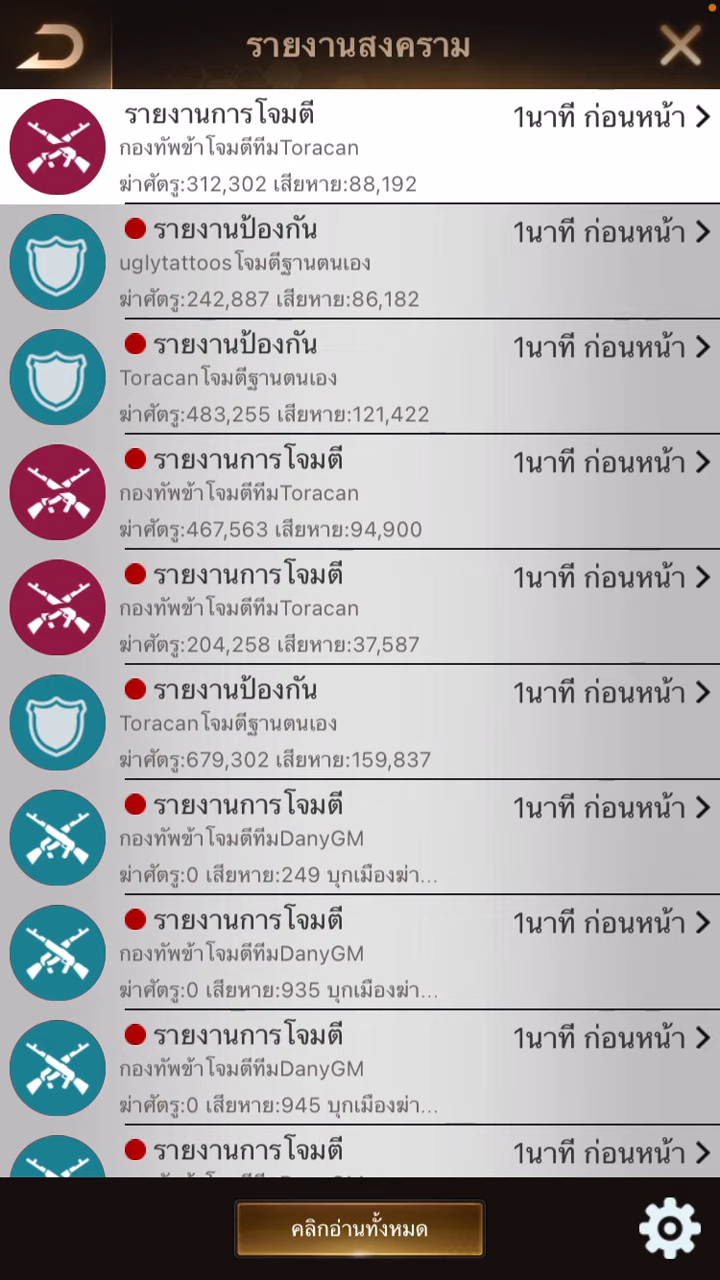 รายงานสงคราม
รายงานการโจมตี 1นาที ก่อนหน้า
กองทัพข้าโจมตีทีมToracan
ฆ่าศัตรู:312,302 เสียหาย:88,192
รายงานป้องกัน 1นาที ก่อนหน้า
uglytattoosโจมตีฐานตนเอง
ฆ่าศัตรู:242,887 เสียหาย:86,182
รายงานป้องกัน 1นาที ก่อนหน้า
Toracanโจมตีฐานตนเอง
ฆ่าศัตรู:483,255 เสียหาย:121,422
รายงานการโจมตี 1นาที ก่อนหน้า
กองทัพข้าโจมตีทีมToracan
ฆ่าศัตรู:467,563 เสียหาย:94,900
รายงานการโจมตี 1นาที ก่อนหน้า
กองทัพข้าโจมตีทีมToracan
ฆ่าศัตรู:204,258 เสียหาย:37,587
รายงานป้องกัน 1นาที ก่อนหน้า
Toracanโจมตีฐานตนเอง
ฆ่าศัตรู:679,302 เสียหาย:159,837
รายงานการโจมตี 1นาที ก่อนหน้า
กองทัพข้าโจมตีทีมDanyGM
ฆ่าศัตรู:0 เสียหาย:249 บุกเมืองฆ่า...
รายงานการโจมตี 1นาที ก่อนหน้า
กองทัพข้าโจมตีทีมDanyGM
ฆ่าศัตรู:0 เสียหาย:935 บุกเมืองฆ่า...
รายงานการโจมตี 1นาที ก่อนหน้า
กองทัพข้าโจมตีทีมDanyGM
ฆ่าศัตรู:0 เสียหาย:945 บุกเมืองฆ่า...
รายงานการโจมตี 1นาที ก่อนหน้า
คลิกอ่านทั้งหมด